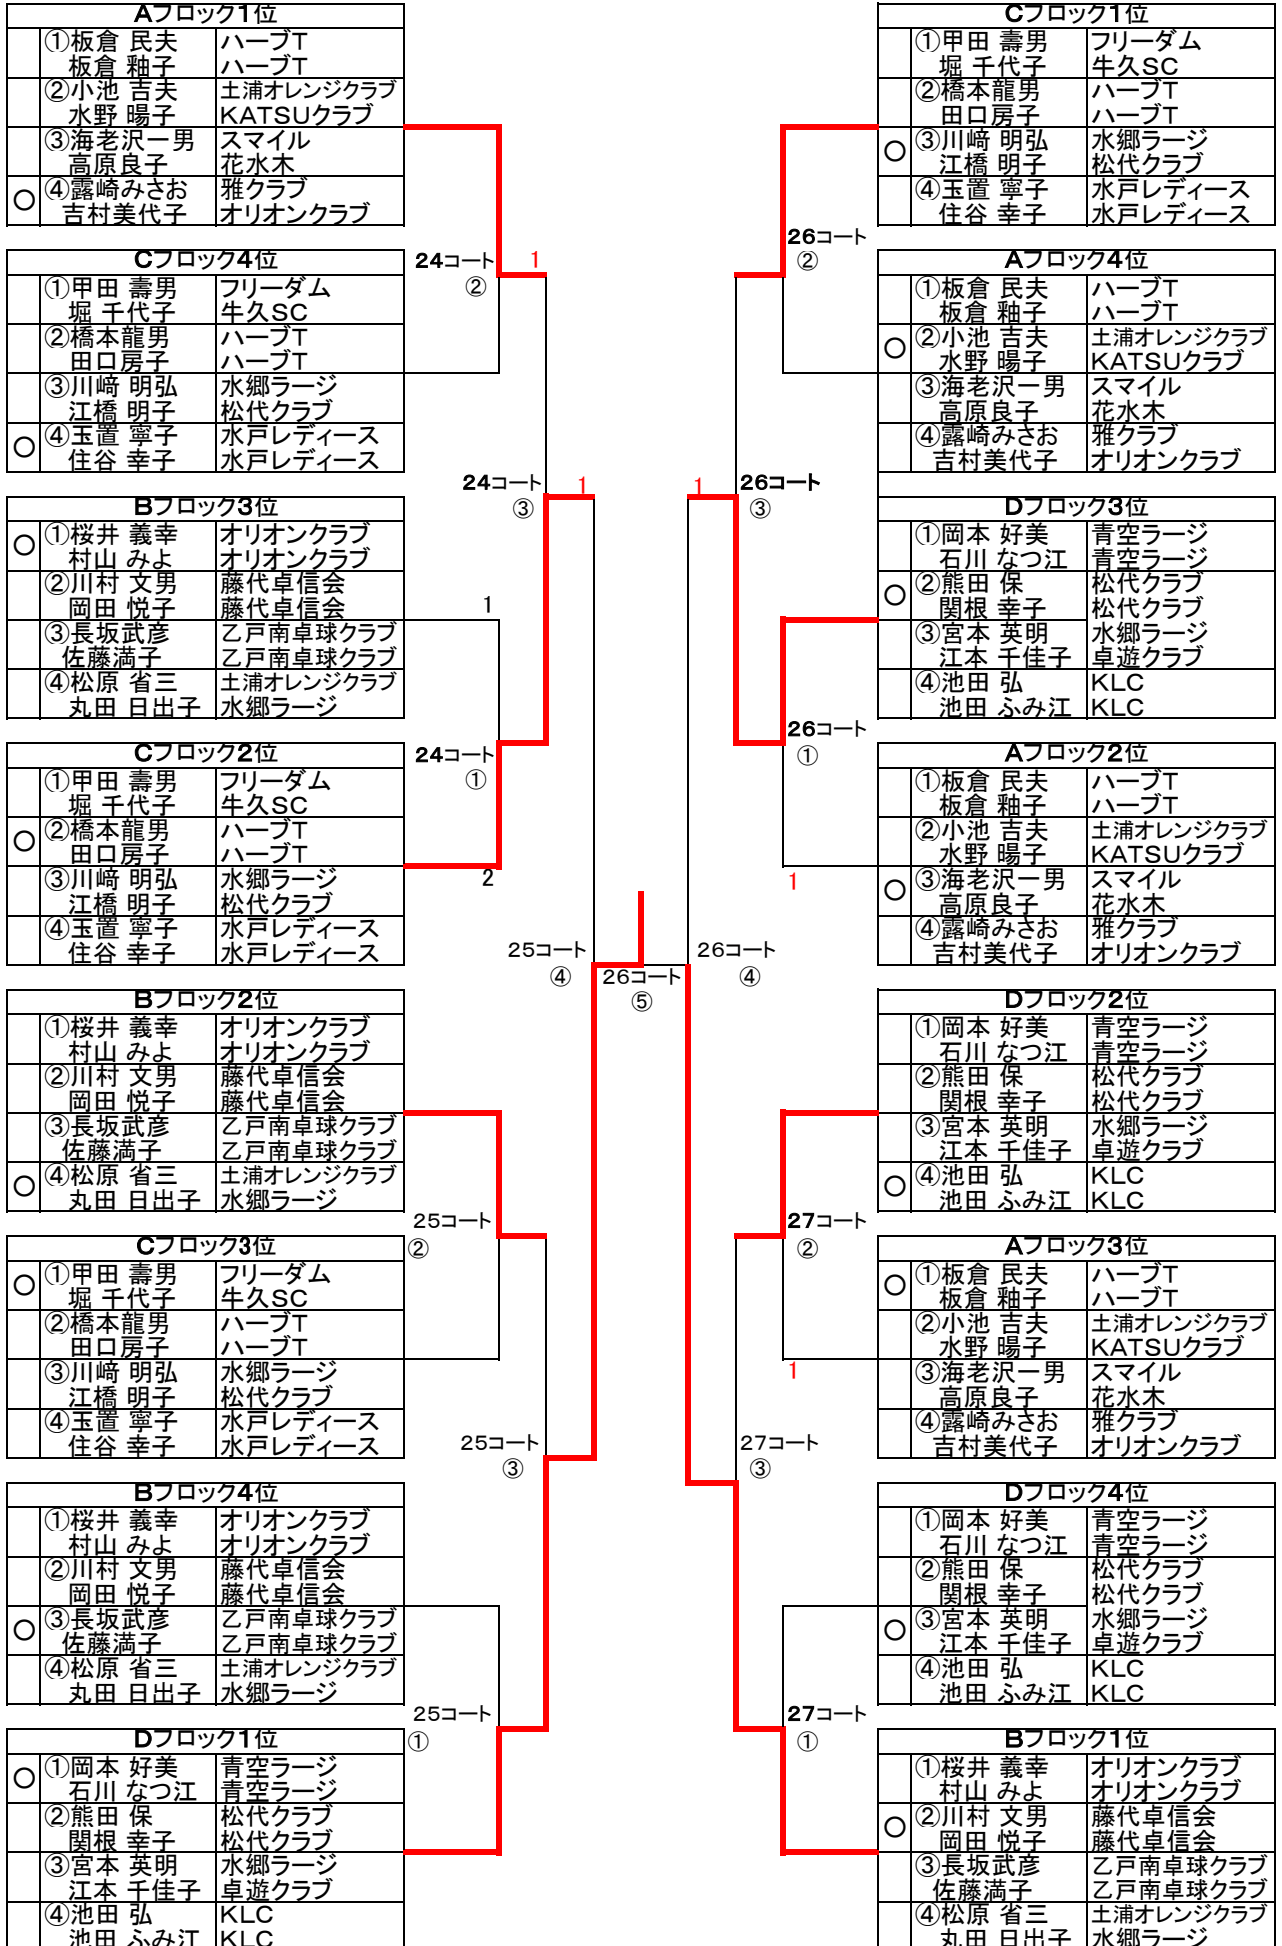 Aブロック1位
①板倉 民夫 ハーブT
板倉 釉子 ハーブT
②小池 吉夫 土浦オレンジクラブ
水野 暘子 KATSUクラブ
③海老沢一男 スマイル
高原良子 花水木
○ ④露崎みさお 雅クラブ
吉村美代子 オリオンクラブ
Cブロック4位
①甲田 壽男 フリーダム
堀 千代子 牛久SC
②橋本龍男 ハーブT
田口房子 ハーブT
③川﨑 明弘 水郷ラージ
江橋 明子 松代クラブ
○ ④玉置 寧子 水戸レディース
住谷 幸子 水戸レディース
Bブロック3位
○ ①桜井 義幸 オリオンクラブ
村山 みよ オリオンクラブ
②川村 文男 藤代卓信会
岡田 悦子 藤代卓信会
③長坂武彦 乙戸南卓球クラブ
佐藤満子 乙戸南卓球クラブ
④松原 省三 土浦オレンジクラブ
丸田 日出子 水郷ラージ
Cブロック2位
①甲田 壽男 フリーダム
堀 千代子 牛久SC
○ ②橋本龍男 ハーブT
田口房子 ハーブT
③川﨑 明弘 水郷ラージ
江橋 明子 松代クラブ
④玉置 寧子 水戸レディース
住谷 幸子 水戸レディース
Bブロック2位
①桜井 義幸 オリオンクラブ
村山 みよ オリオンクラブ
②川村 文男 藤代卓信会
岡田 悦子 藤代卓信会
③長坂武彦 乙戸南卓球クラブ
佐藤満子 乙戸南卓球クラブ
○ ④松原 省三 土浦オレンジクラブ
丸田 日出子 水郷ラージ
Cブロック3位
○ ①甲田 壽男 フリーダム
堀 千代子 牛久SC
②橋本龍男 ハーブT
田口房子 ハーブT
③川﨑 明弘 水郷ラージ
江橋 明子 松代クラブ
④玉置 寧子 水戸レディース
住谷 幸子 水戸レディース
Bブロック4位
①桜井 義幸 オリオンクラブ
村山 みよ オリオンクラブ
②川村 文男 藤代卓信会
岡田 悦子 藤代卓信会
○ ③長坂武彦 乙戸南卓球クラブ
佐藤満子 乙戸南卓球クラブ
④松原 省三 土浦オレンジクラブ
丸田 日出子 水郷ラージ
Dブロック1位
○ ①岡本 好美 青空ラージ
石川 なつ江 青空ラージ
②熊田 保 松代クラブ
関根 幸子 松代クラブ
③宮本 英明 水郷ラージ
江本 千佳子 卓遊クラブ
④池田 弘 KLC
池田 ふみ江 KLC
24コート 1
②
24コート 1
③
1
24コート
①
2
25コート
④
26コート
⑤
25コート
②
25コート
③
25コート
①
26コート
②
1 26コート
③
26コート
①
1
26コート
④
27コート
②
1
27コート
③
27コート
①
Cブロック1位
①甲田 壽男 フリーダム
堀 千代子 牛久SC
②橋本龍男 ハーブT
田口房子 ハーブT
○ ③川﨑 明弘 水郷ラージ
江橋 明子 松代クラブ
④玉置 寧子 水戸レディース
住谷 幸子 水戸レディース
Aブロック4位
①板倉 民夫 ハーブT
板倉 釉子 ハーブT
○ ②小池 吉夫 土浦オレンジクラブ
水野 暘子 KATSUクラブ
③海老沢一男 スマイル
高原良子 花水木
④露崎みさお 雅クラブ
吉村美代子 オリオンクラブ
Dブロック3位
①岡本 好美 青空ラージ
石川 なつ江 青空ラージ
○ ②熊田 保 松代クラブ
関根 幸子 松代クラブ
③宮本 英明 水郷ラージ
江本 千佳子 卓遊クラブ
④池田 弘 KLC
池田 ふみ江 KLC
Aブロック2位
①板倉 民夫 ハーブT
板倉 釉子 ハーブT
②小池 吉夫 土浦オレンジクラブ
水野 暘子 KATSUクラブ
○ ③海老沢一男 スマイル
高原良子 花水木
④露崎みさお 雅クラブ
吉村美代子 オリオンクラブ
Dブロック2位
①岡本 好美 青空ラージ
石川 なつ江 青空ラージ
②熊田 保 松代クラブ
関根 幸子 松代クラブ
③宮本 英明 水郷ラージ
江本 千佳子 卓遊クラブ
○ ④池田 弘 KLC
池田 ふみ江 KLC
Aブロック3位
○ ①板倉 民夫 ハーブT
板倉 釉子 ハーブT
②小池 吉夫 土浦オレンジクラブ
水野 暘子 KATSUクラブ
③海老沢一男 スマイル
高原良子 花水木
④露崎みさお 雅クラブ
吉村美代子 オリオンクラブ
Dブロック4位
①岡本 好美 青空ラージ
石川 なつ江 青空ラージ
②熊田 保 松代クラブ
関根 幸子 松代クラブ
○ ③宮本 英明 水郷ラージ
江本 千佳子 卓遊クラブ
④池田 弘 KLC
池田 ふみ江 KLC
Bブロック1位
①桜井 義幸 オリオンクラブ
村山 みよ オリオンクラブ
○ ②川村 文男 藤代卓信会
岡田 悦子 藤代卓信会
③長坂武彦 乙戸南卓球クラブ
佐藤満子 乙戸南卓球クラブ
④松原 省三 土浦オレンジクラブ
丸田 日出子 水郷ラージ